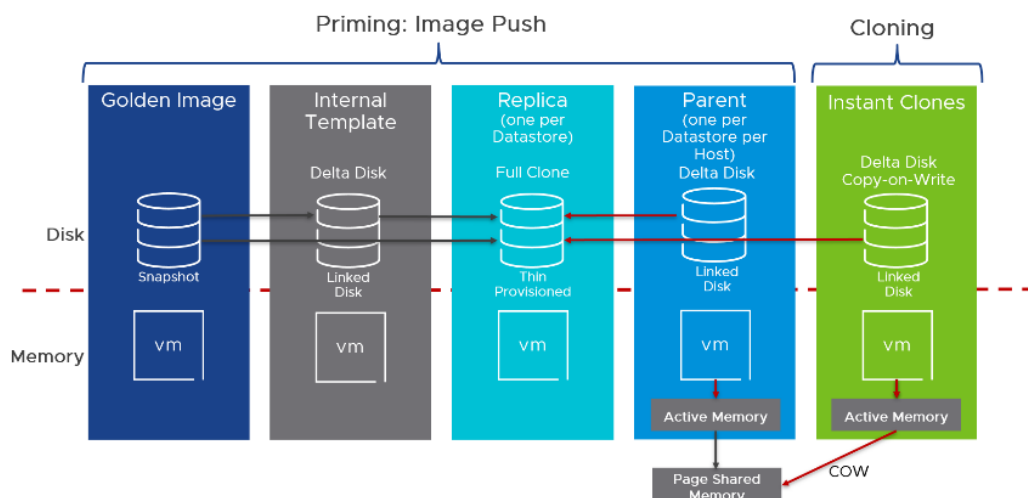 Priming: Image Push
Cloning
Golden Image
Internal
Template
Replica
(one per
Datastore)
Parent
(one per
Datastore per
Host)
Instant Clones
Delta Disk
Full Clone
Delta Disk
Delta Disk
Copy-on-Write
Disk
Snapshot
Linked
Disk
Thin
Provisioned
Linked
Disk
Linked
Disk
Memory
vm
vm
vm
vm
vm
Active Memory
Active Memory
COW
Page Shared
Memory